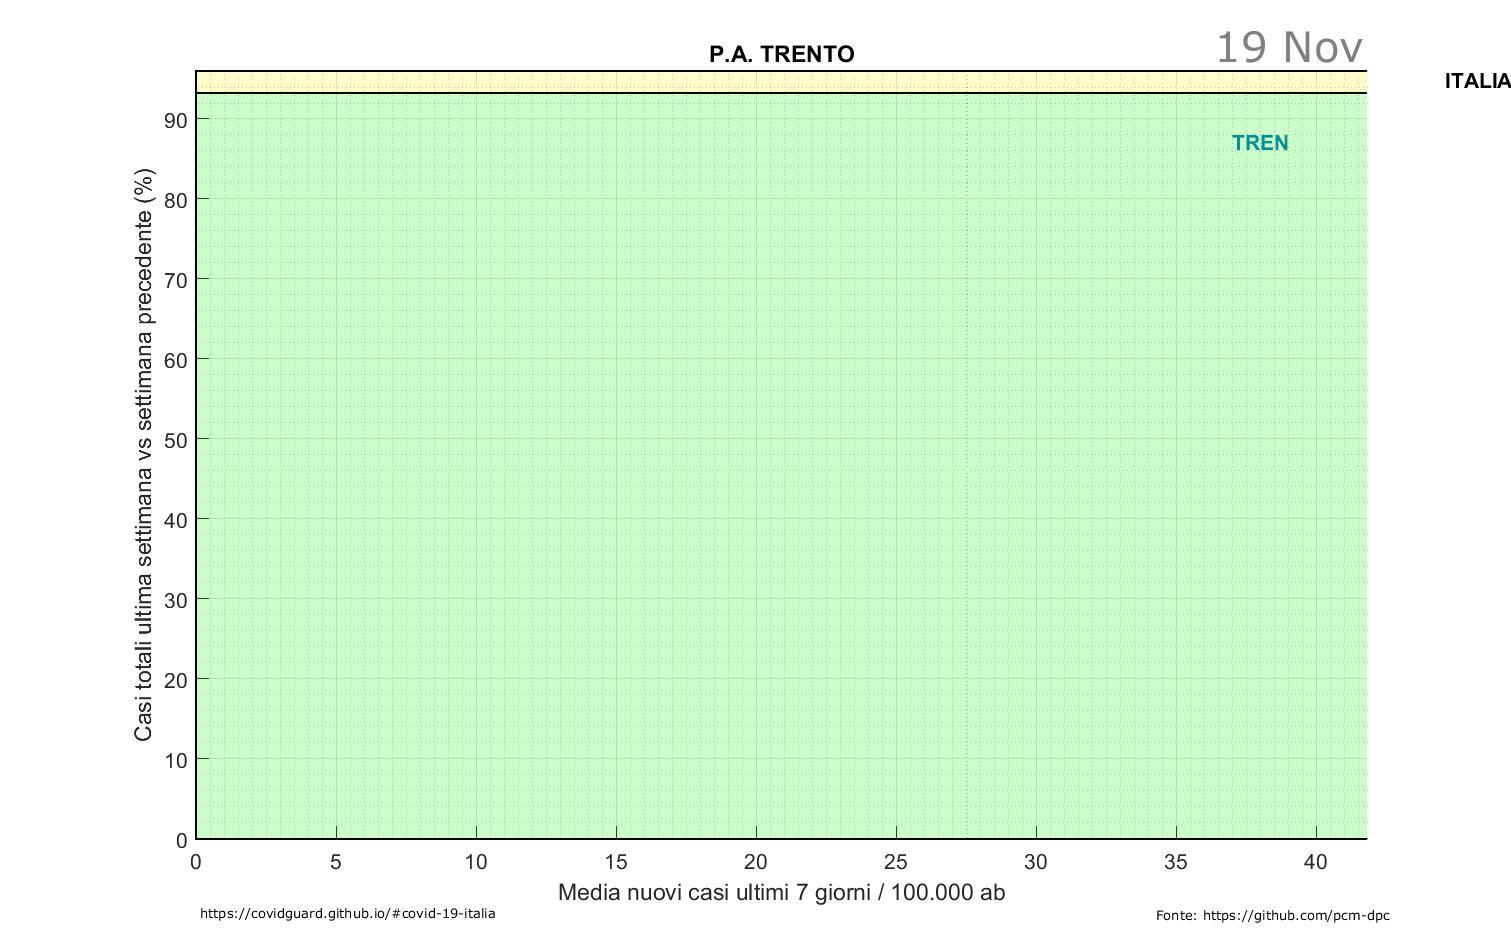 19 Nov
P.A. TRENTO
ITALIA
TREN
Casi totali ultima settimana vs settimana precedente (%)
90
80
70
60
50
40
30
20
10
0
0 5 10 15 20 25 30 35 40
Media nuovi casi ultimi 7 giorni / 100.000 ab
https://covidguard.github.io/#covid-19-italia
Fonte: https://github.com/pcm-dpc